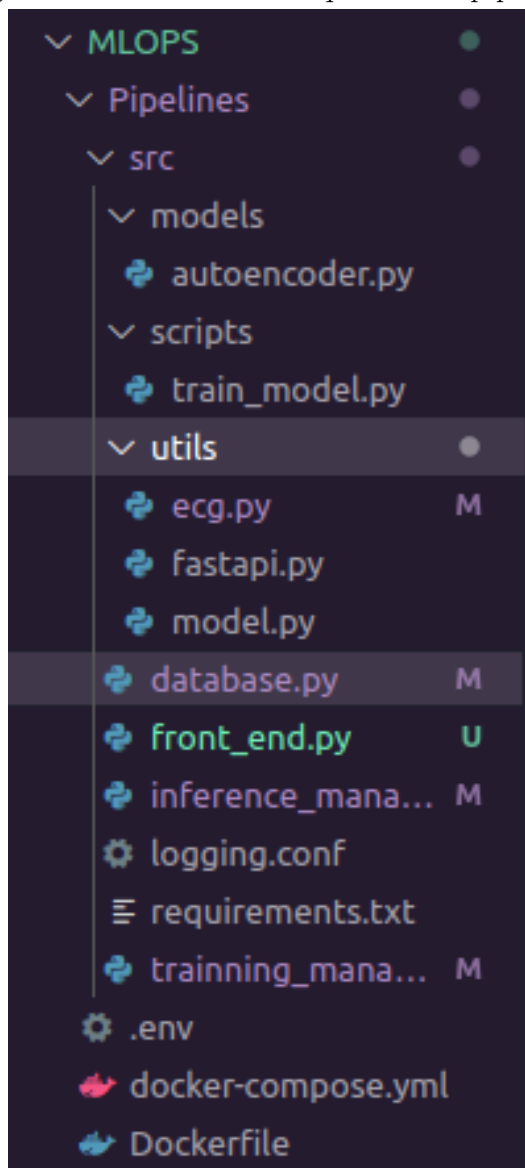 MLOPS
Pipelines
src
models
autoencoder.py
scripts
train_model.py
utils
ecg.py M
fastapi.py
model.py
database.py M
front_end.py U
inference_mana... M
logging.conf
requirements.txt
trainning_mana... M
.env
docker-compose.yml
Dockerfile